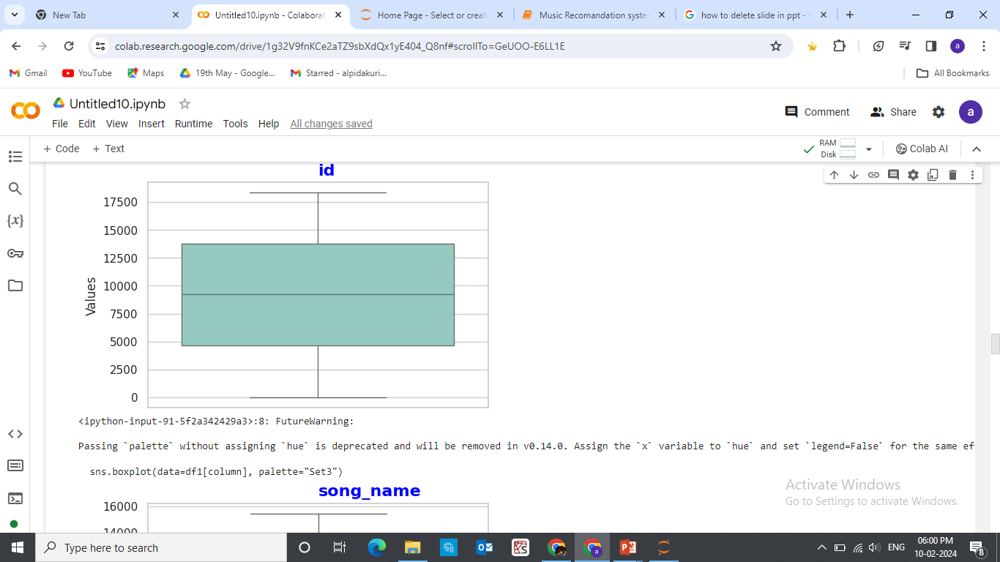 New Tab
Untitled10.ipynb - Colaborat
Home Page - Select or creat
Music Recomandation syste
how to delete slide in ppt - G
colab.research.google.com/drive/1g32V9fnKCe2aTZ9sbXdQx1yE404_Q8nf#scrollTo=GeUOO-E6LL1E
a
Gmail
YouTube
Maps
19th May - Google...
Starred - alpidakuri...
All Bookmarks
Untitled10.ipynb
Comment
Share
a
File Edit View Insert Runtime Tools Help All changes saved
+ Code + Text
RAM
Disk
Colab AI
id
17500
15000
12500
10000
7500
5000
2500
0
Values
<ipython-input-91-5f2a342429a3>:8: FutureWarning:
Passing `palette` without assigning `hue` is deprecated and will be removed in v0.14.0. Assign the `x` variable to `hue` and set `legend=False` for the same ef
sns.boxplot(data=df1[column], palette="Set3")
song_name
16000
14000
Activate Windows
Go to Settings to activate Windows.
Type here to search
ENG
06:00 PM
10-02-2024
8